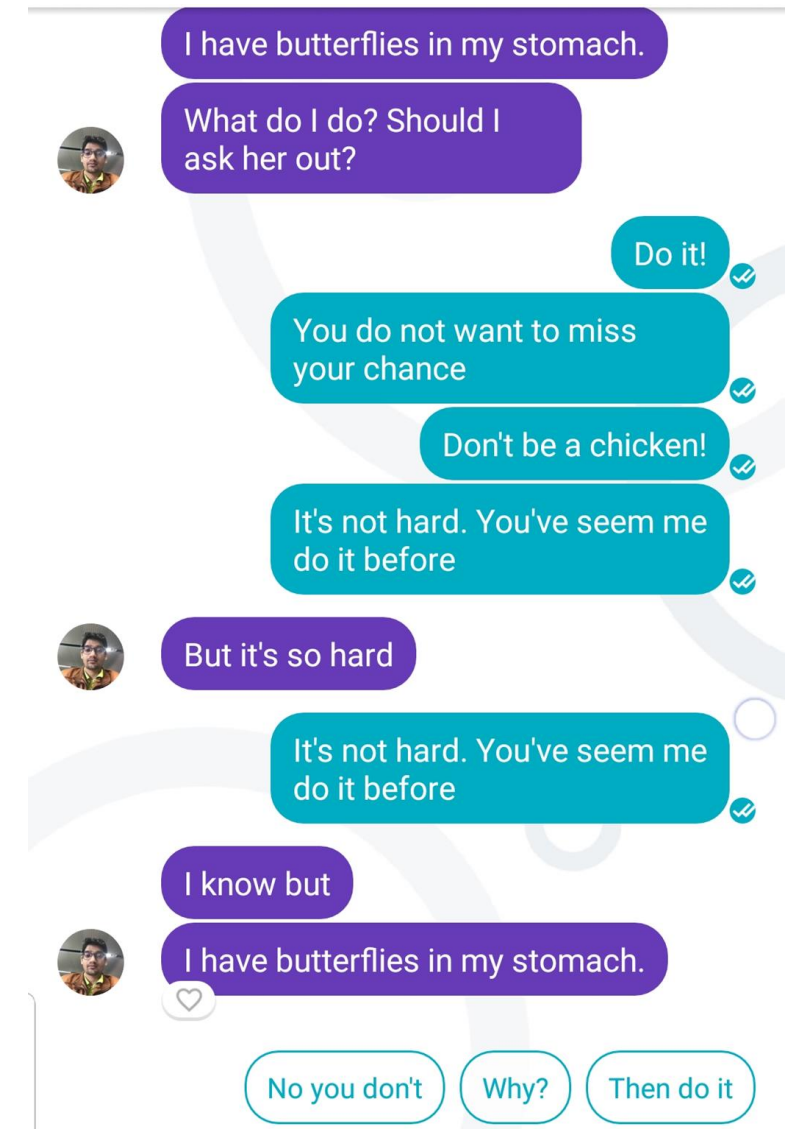 I have butterflies in my stomach.
What do I do? Should I
ask her out?
Do it!
You do not want to miss
your chance
Don't be a chicken!
It's not hard. You've seem me
do it before
But it's so hard
It's not hard. You've seem me
do it before
I know but
I have butterflies in my stomach.
No you don't
Why?
Then do it